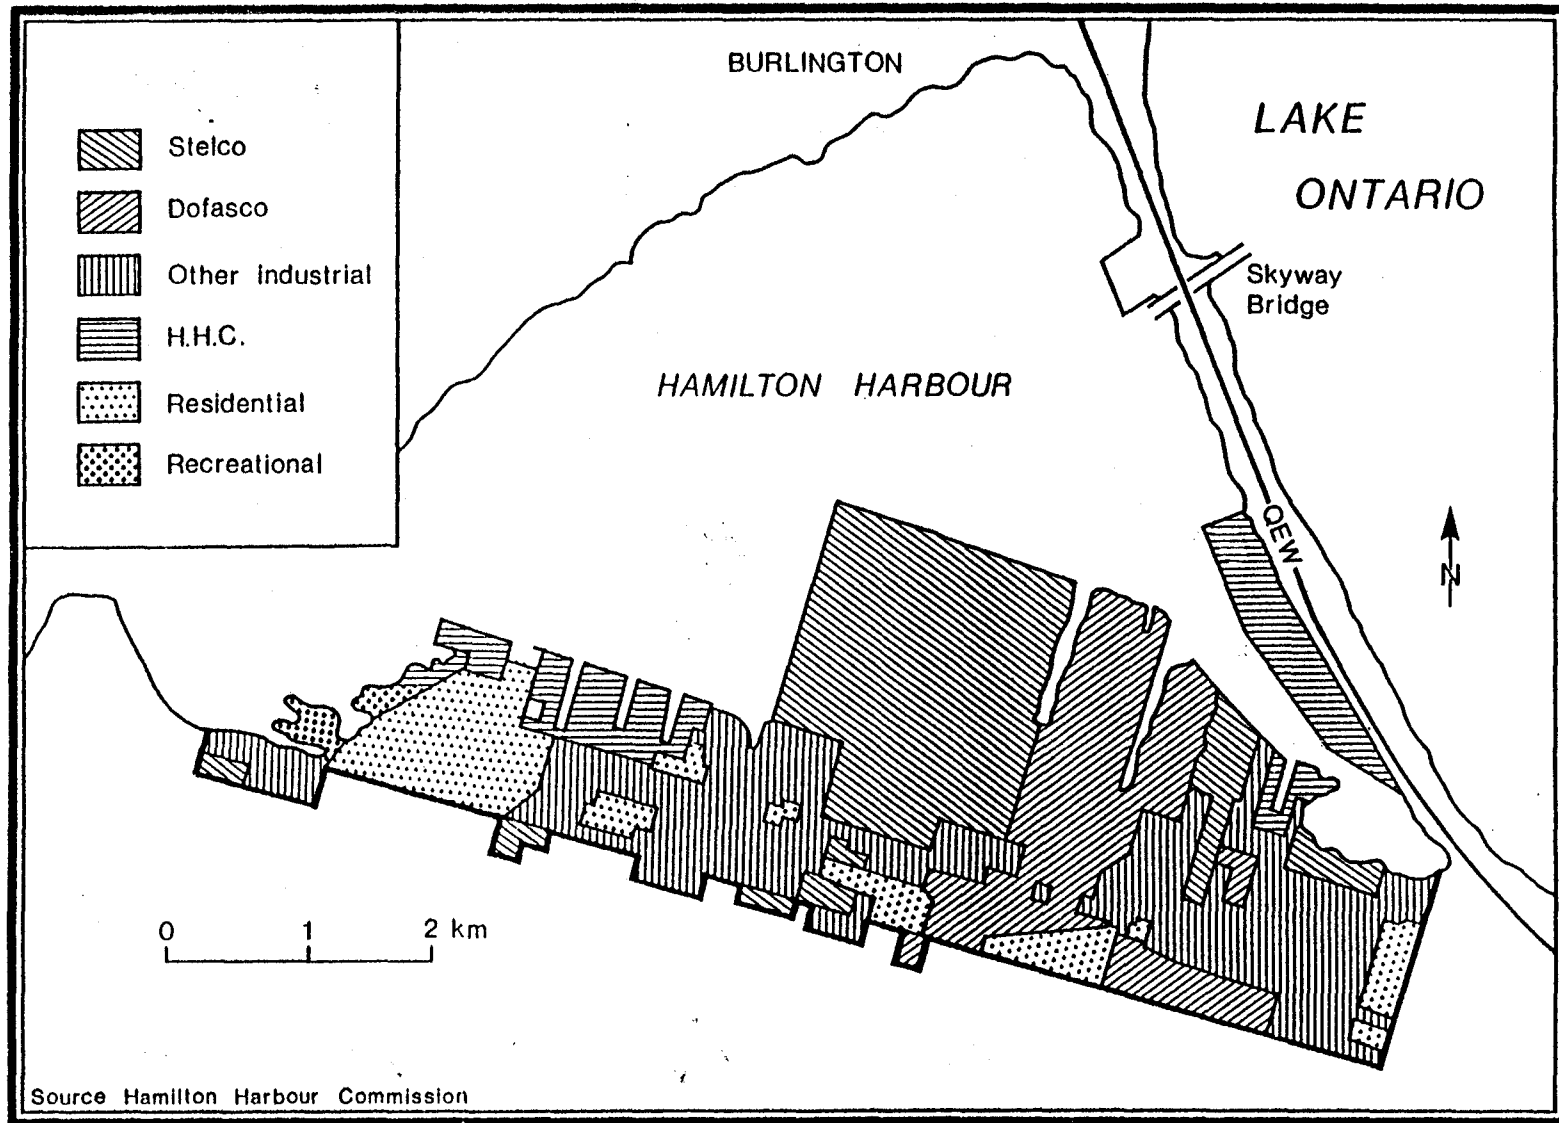 BURLINGTON
LAKE
ONTARIO
Stelco
Dofasco
Other industrial
H.H.C.
Residential
Recreational
Skyway
Bridge
HAMILTON HARBOUR
QEW
N
0 1 2 km
Source Hamilton Harbour Commission